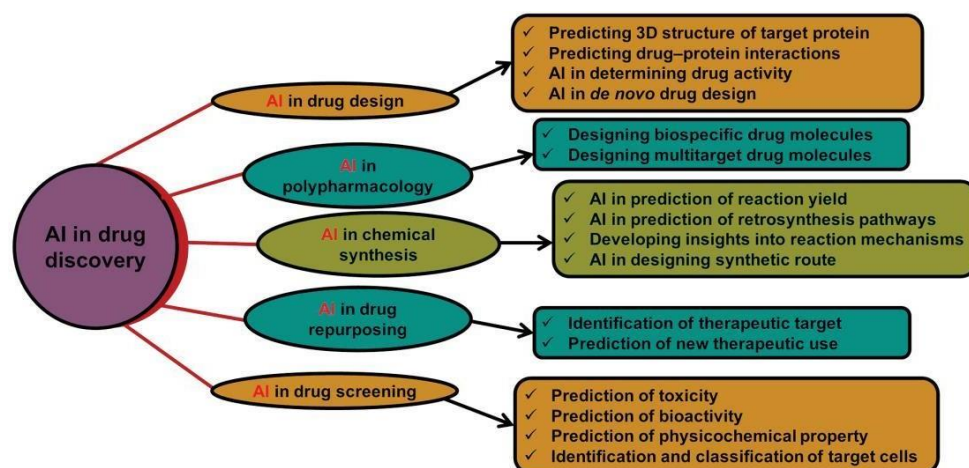 AI in drug
discovery
AI in drug design
✓ Predicting 3D structure of target protein
✓ Predicting drug–protein interactions
✓ AI in determining drug activity
✓ AI in de novo drug design
AI in
polypharmacology
✓ Designing biospecific drug molecules
✓ Designing multitarget drug molecules
AI in chemical
synthesis
✓ AI in prediction of reaction yield
✓ AI in prediction of retrosynthesis pathways
✓ Developing insights into reaction mechanisms
✓ AI in designing synthetic route
AI in drug
repurposing
✓ Identification of therapeutic target
✓ Prediction of new therapeutic use
AI in drug screening
✓ Prediction of toxicity
✓ Prediction of bioactivity
✓ Prediction of physicochemical property
✓ Identification and classification of target cells